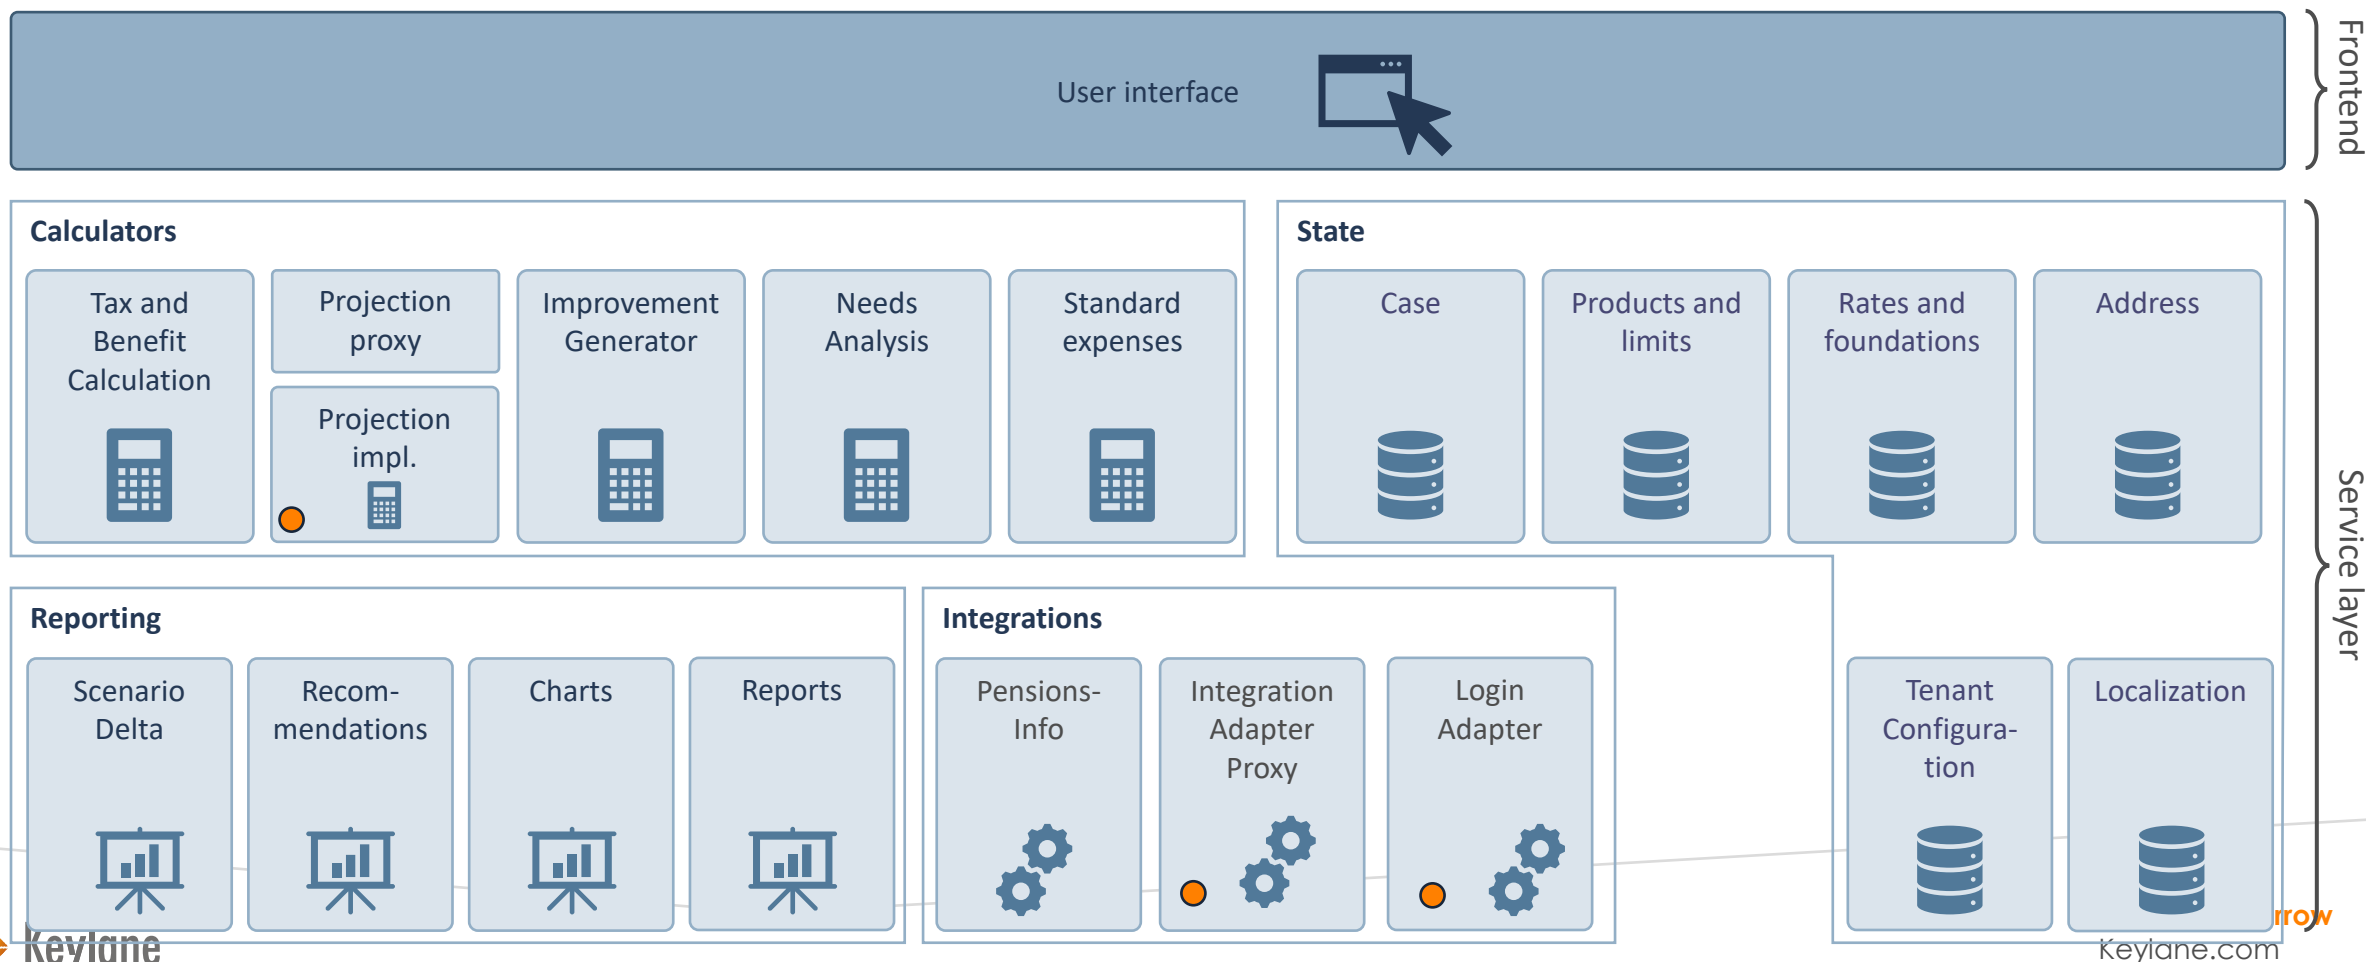 User interface
Frontend
Calculators
Tax and
Benefit
Calculation
Projection
proxy
Projection
impl.
Improvement
Generator
Needs
Analysis
Standard
expenses
State
Case
Products and
limits
Rates and
foundations
Address
Service layer
Reporting
Scenario
Delta
Recom-
mendations
Charts
Reports
Integrations
Pensions-
Info
Integration
Adapter
Proxy
Login
Adapter
Tenant
Configura-
tion
Localization
rrow
Keylane
Keylane.com